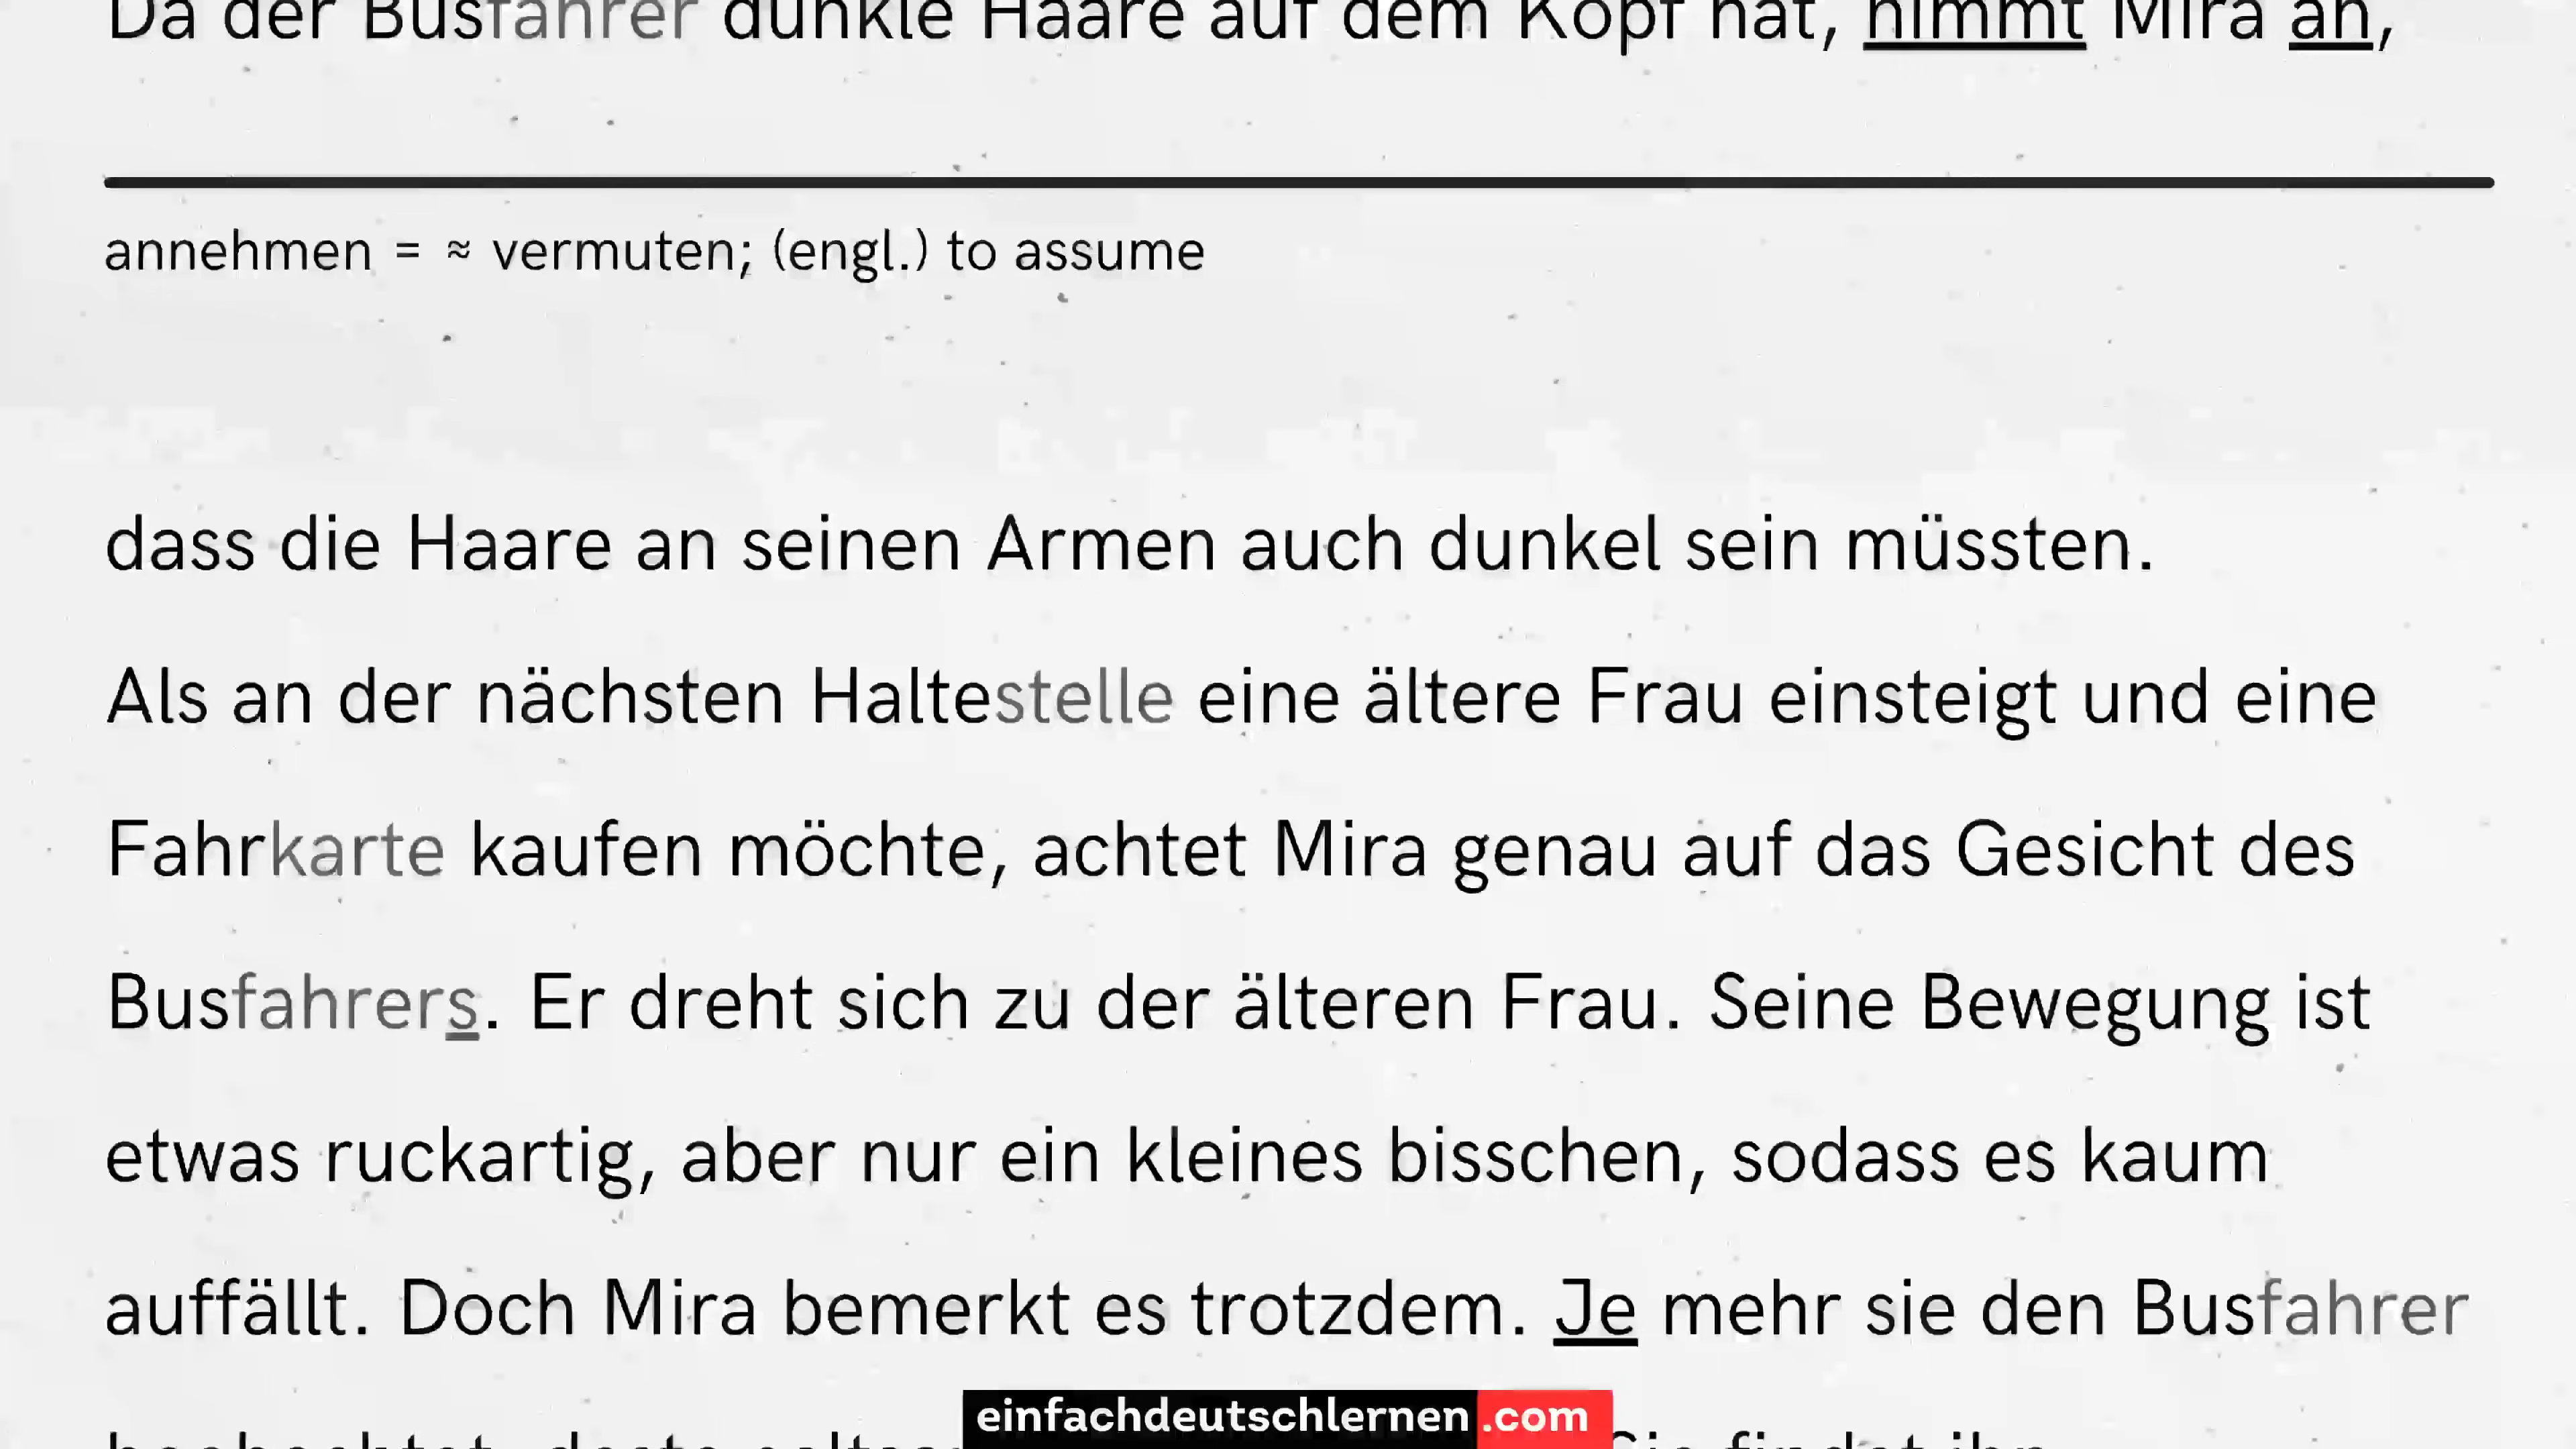 Da der Busfahrer dunkle Haare auf dem Kopf hat, nimmt Mira an,
annehmen = ≈ vermuten; (engl.) to assume
dass die Haare an seinen Armen auch dunkel sein müssten.
Als an der nächsten Haltestelle eine ältere Frau einsteigt und eine
Fahrkarte kaufen möchte, achtet Mira genau auf das Gesicht des
Busfahrers. Er dreht sich zu der älteren Frau. Seine Bewegung ist
etwas ruckartig, aber nur ein kleines bisschen, sodass es kaum
auffällt. Doch Mira bemerkt es trotzdem. Je mehr sie den Busfahrer
Sie findet ihn
einfachdeutschlernen.com